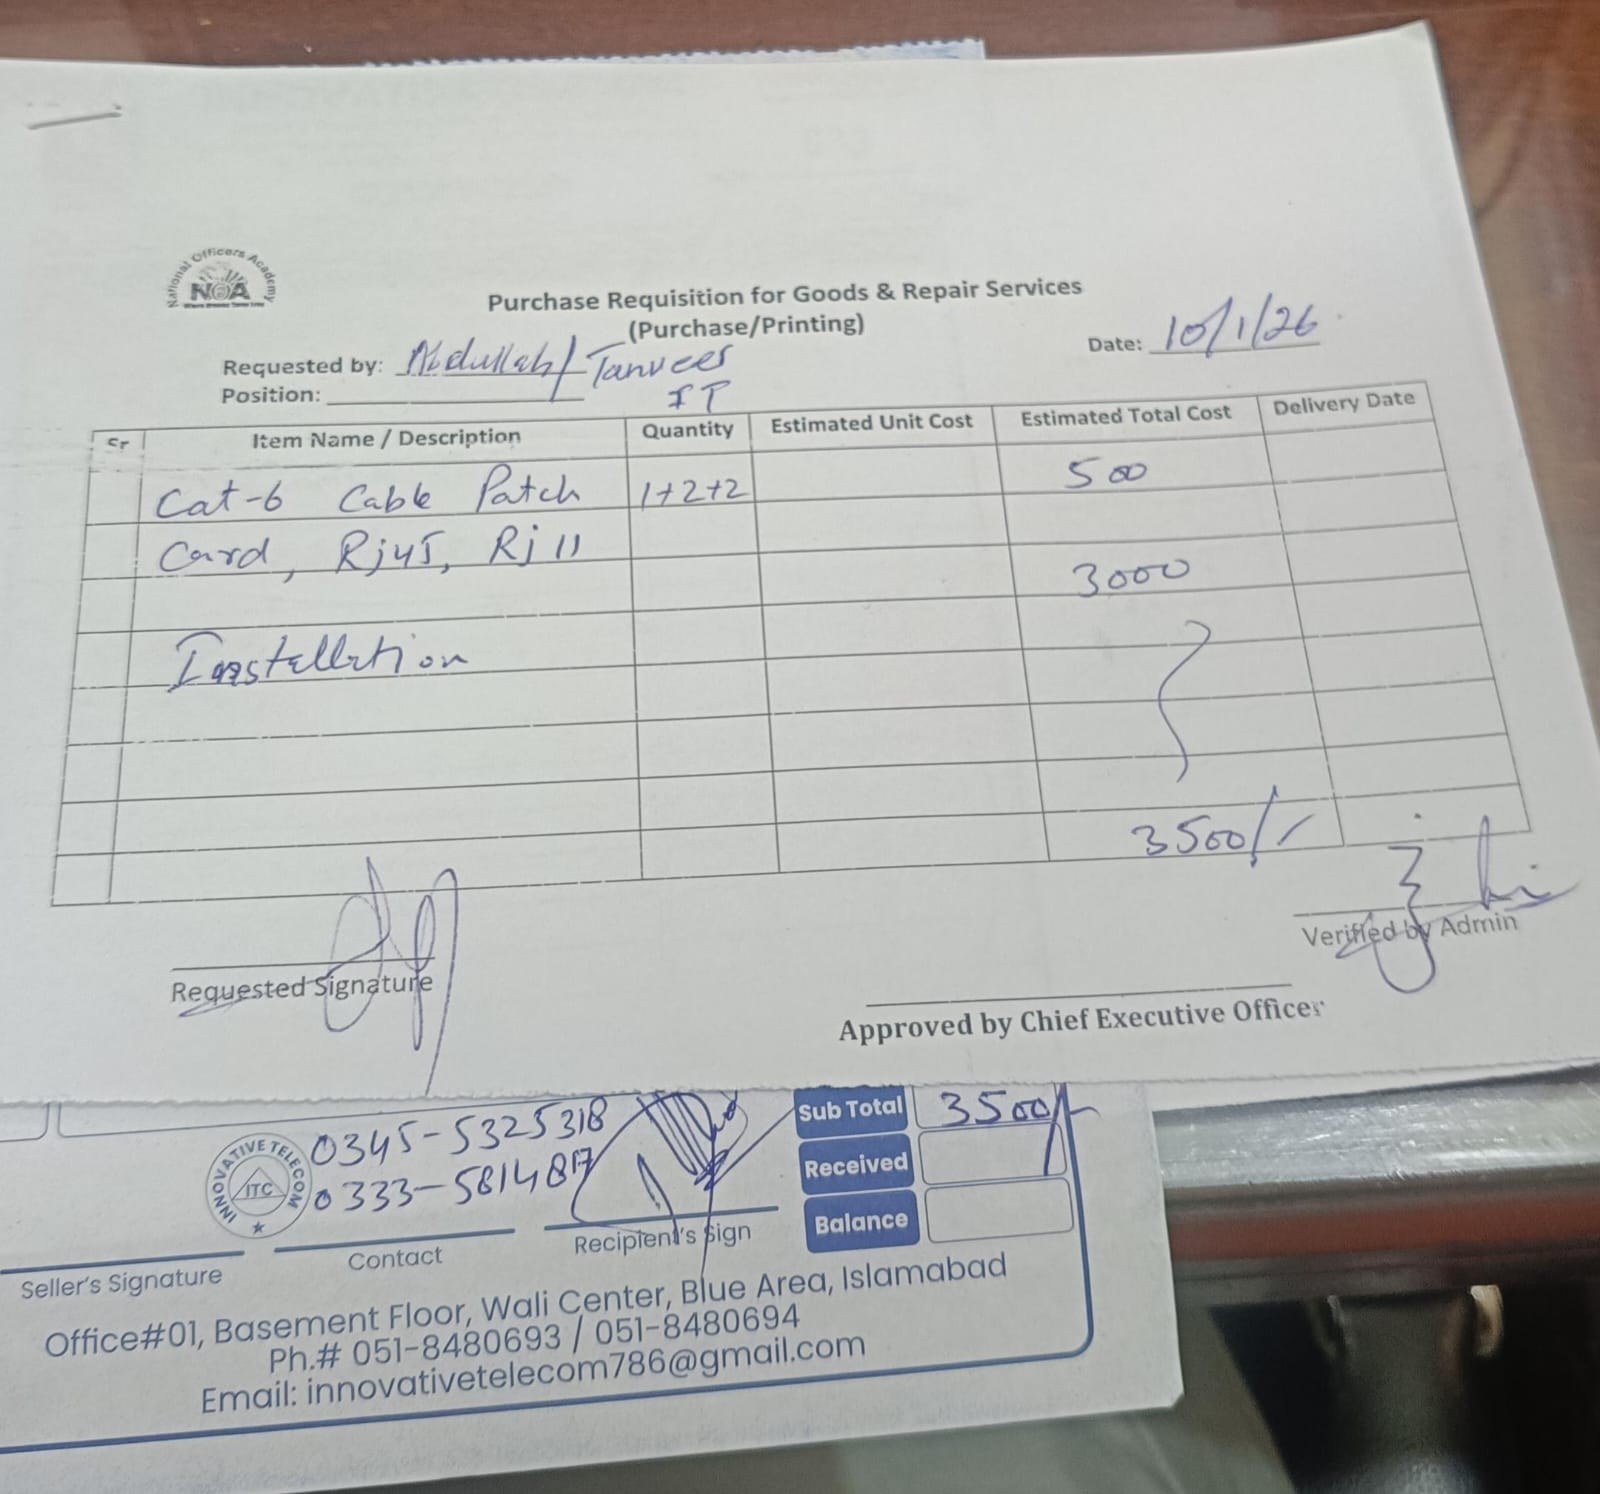 National Officers Academy
NOA
Purchase Requisition for Goods & Repair Services
(Purchase/Printing)
Requested by: Abdullah/Tanveer
Date: 10/1/26
Position: IT
Sr Item Name / Description Quantity Estimated Unit Cost Estimated Total Cost Delivery Date
Cat-6 Cable Patch 1+2+2 500
Card, Rj45, Rj11
3000
Installation
3500/-
Verified by Admin
Requested Signature
Approved by Chief Executive Officer
Sub Total 3500/-
0345-5325318
Received
0333-5814817
Balance
INNOVATIVE TELECOM
ITC
Recipient's Sign
Contact
Seller's Signature
Office#01, Basement Floor, Wali Center, Blue Area, Islamabad
Ph.# 051-8480693 / 051-8480694
Email: innovativetelecom786@gmail.com